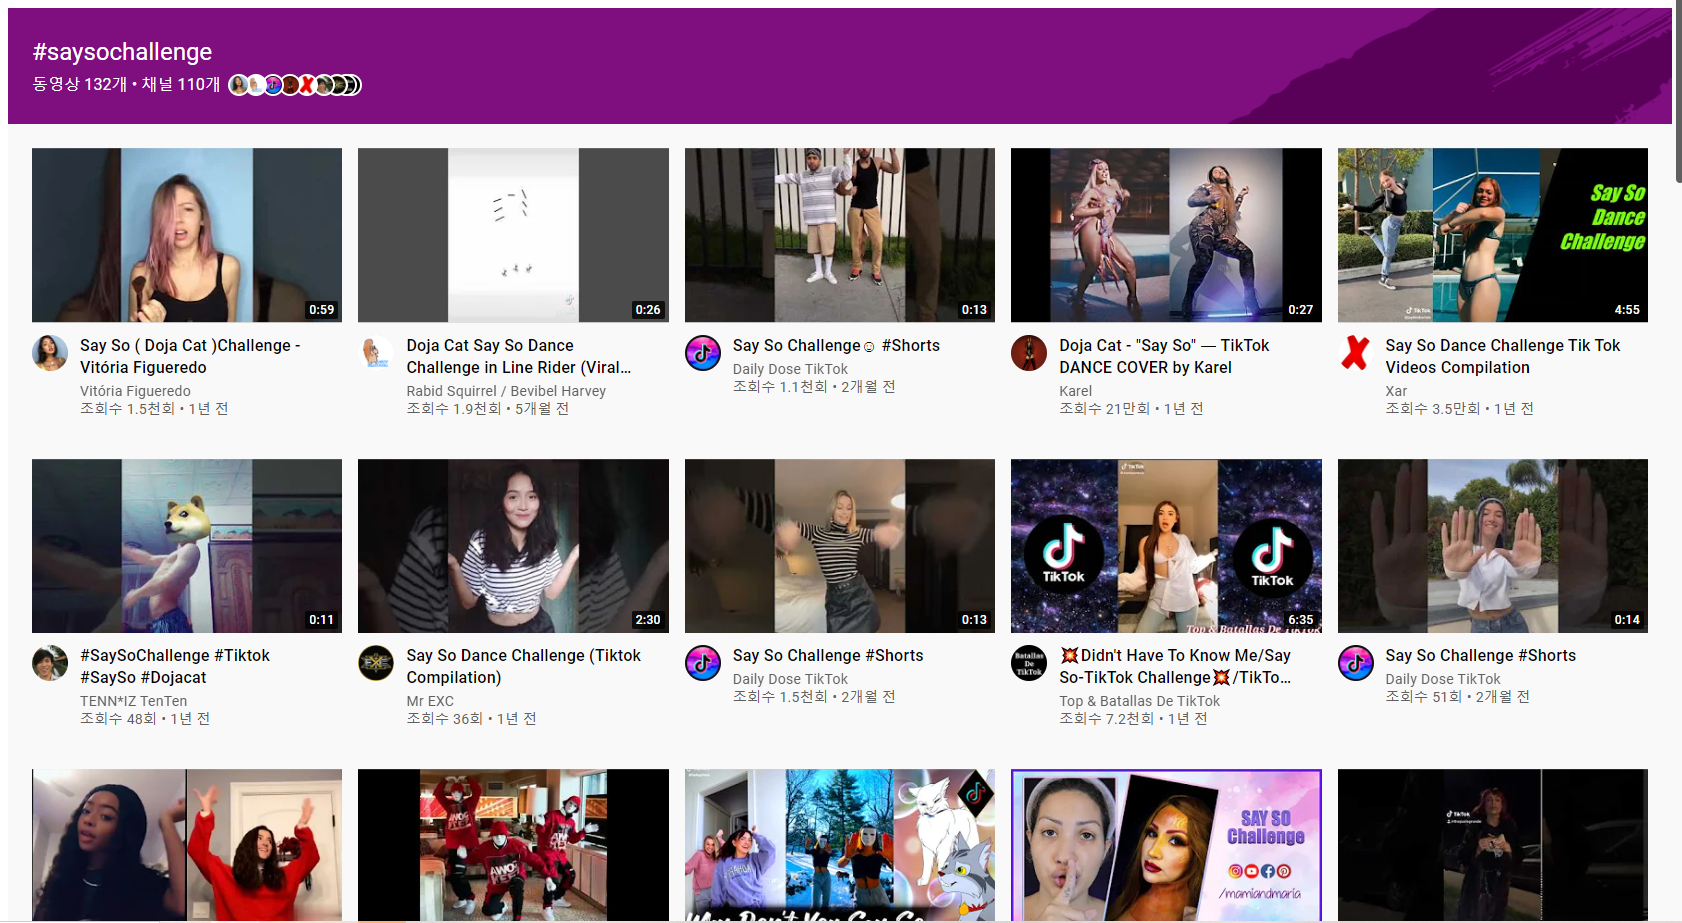 #saysochallenge
동영상 132개 • 채널 110개
Say So
Dance
Challenge
TikTok
0:59
0:26
0:13
0:27
4:55
Say So ( Doja Cat )Challenge -
Vitória Figueredo
Vitória Figueredo
조회수 1.5천회 • 1년 전
Doja Cat Say So Dance
Challenge in Line Rider (Viral...
Rabid Squirrel / Bevibel Harvey
조회수 1.9천회 • 5개월 전
Say So Challenge☺ #Shorts
Daily Dose TikTok
조회수 1.1천회 • 2개월 전
Doja Cat - "Say So" — TikTok
DANCE COVER by Karel
Karel
조회수 21만회 • 1년 전
Say So Dance Challenge Tik Tok
Videos Compilation
Xar
조회수 3.5만회 • 1년 전
TikTok
TikTok
TikTok
Top & Batallas De TikTok
0:11
2:30
0:13
6:35
0:14
#SaySoChallenge #Tiktok
#SaySo #Dojacat
TENN*IZ TenTen
조회수 48회 • 1년 전
EXC
Say So Dance Challenge (Tiktok
Compilation)
Mr EXC
조회수 36회 • 1년 전
Say So Challenge #Shorts
Daily Dose TikTok
조회수 1.5천회 • 2개월 전
Batallas
De
TikTok
💥Didn't Have To Know Me/Say
So-TikTok Challenge💥/TikTo...
Top & Batallas De TikTok
조회수 7.2천회 • 1년 전
Say So Challenge #Shorts
Daily Dose TikTok
조회수 51회 • 2개월 전
Why Don't You Say So
SAY SO
Challenge
/mamiandmaria
TikTok